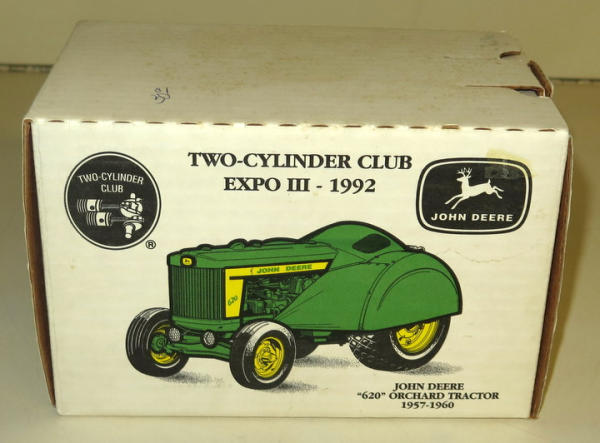 TWO-CYLINDER CLUB
EXPO III - 1992
TWO-CYLINDER
CLUB
®
JOHN DEERE
JOHN DEERE
620
JOHN DEERE
"620" ORCHARD TRACTOR
1957-1960